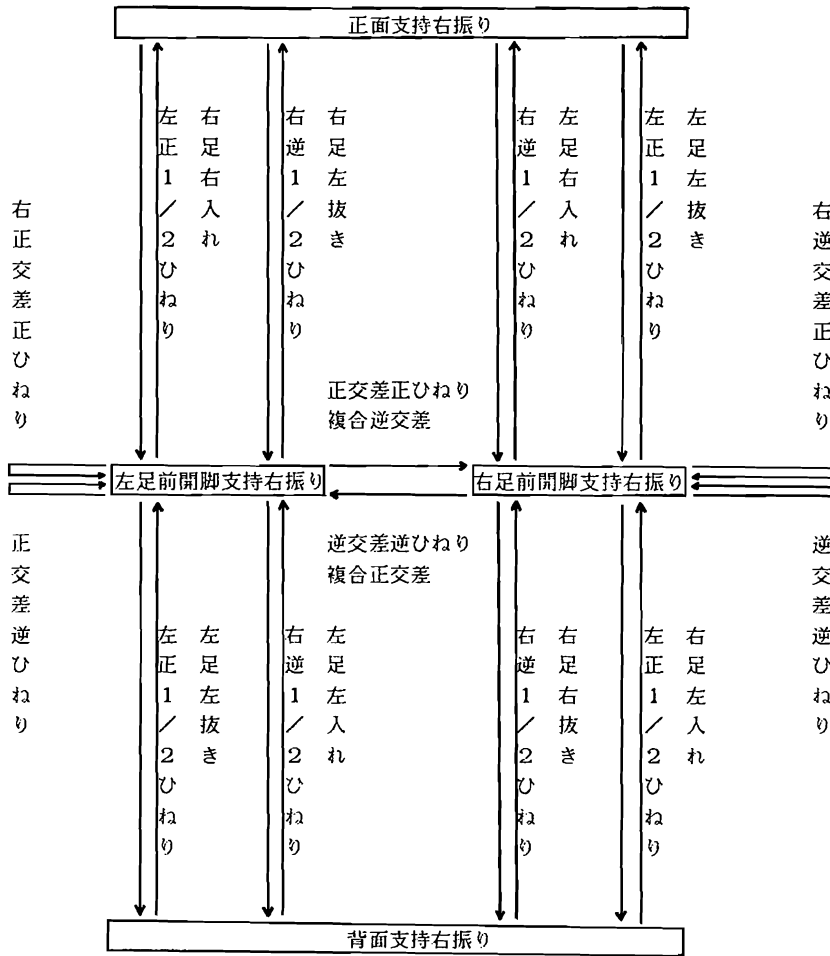 正面支持右振り
右足右入れ
左正1/2ひねり
右足左抜き
右逆1/2ひねり
左足右入れ
右逆1/2ひねり
左足左抜き
左正1/2ひねり
右正交差正ひねり
右逆交差正ひねり
正交差正ひねり
複合逆交差
左足前開脚支持右振り
右足前開脚支持右振り
逆交差逆ひねり
複合正交差
正交差逆ひねり
逆交差逆ひねり
左足左抜き
左正1/2ひねり
左足左入れ
右逆1/2ひねり
右足右抜き
右逆1/2ひねり
右足左入れ
左正1/2ひねり
背面支持右振り